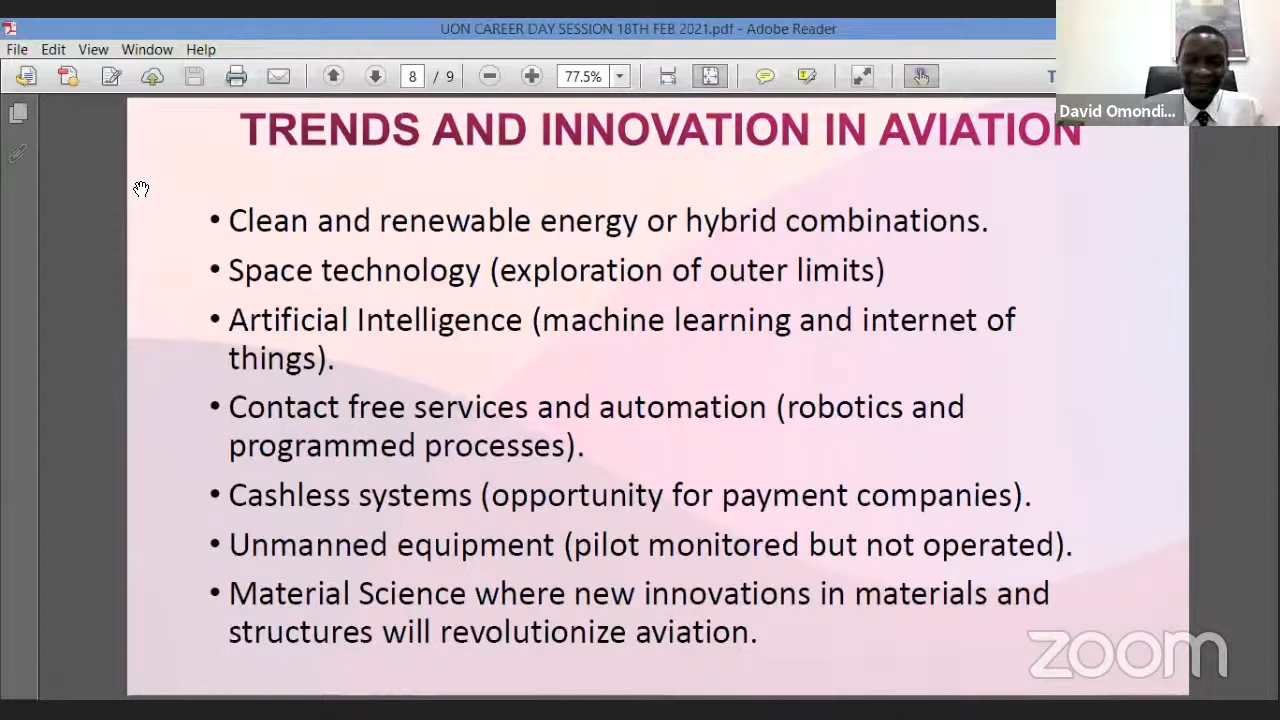 UON CAREER DAY SESSION 18TH FEB 2021.pdf - Adobe Reader
File Edit View Window Help
8 / 9 77.5% T
David Omondi...
TRENDS AND INNOVATION IN AVIATION
• Clean and renewable energy or hybrid combinations.
• Space technology (exploration of outer limits)
• Artificial Intelligence (machine learning and internet of
things).
• Contact free services and automation (robotics and
programmed processes).
• Cashless systems (opportunity for payment companies).
• Unmanned equipment (pilot monitored but not operated).
• Material Science where new innovations in materials and
structures will revolutionize aviation.
zoom